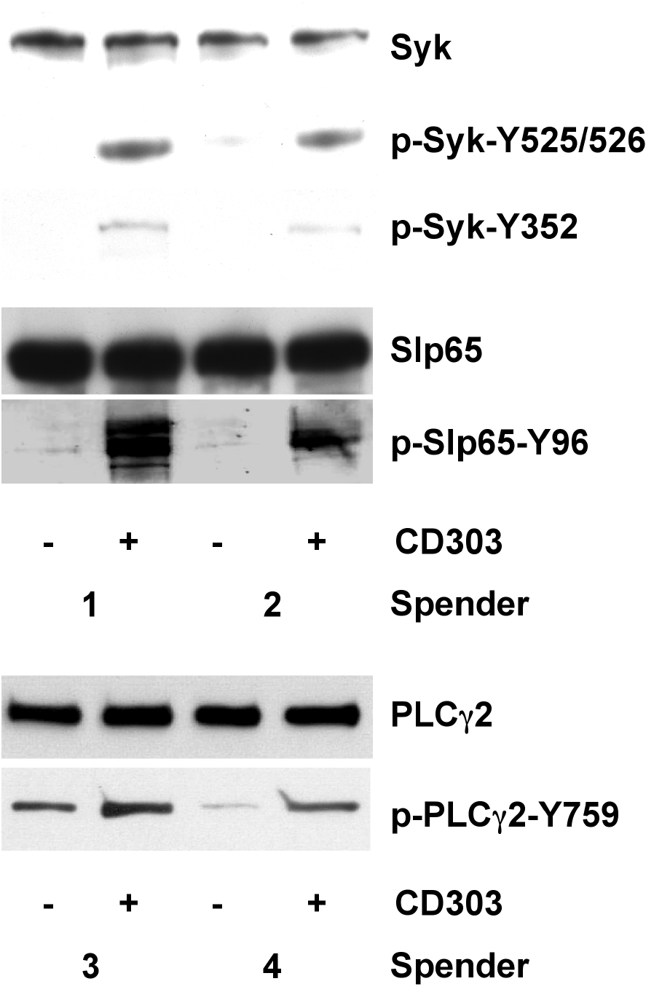 Syk
p-Syk-Y525/526
p-Syk-Y352
Slp65
p-Slp65-Y96
- + - + CD303
1 2 Spender
PLCγ2
p-PLCγ2-Y759
- + - + CD303
3 4 Spender